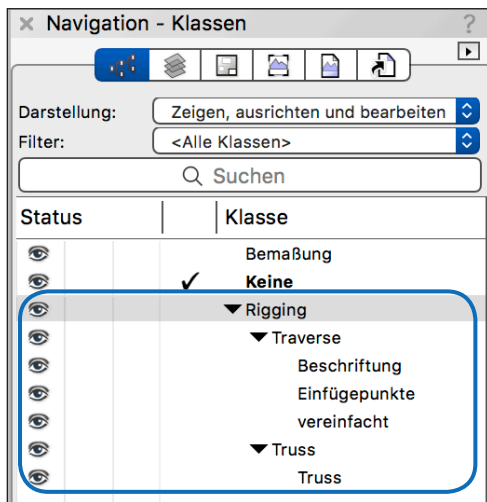 Navigation - Klassen ?
Darstellung: Zeigen, ausrichten und bearbeiten
Filter: <Alle Klassen>
Suchen
Status Klasse
Bemaßung
Keine
Rigging
Traverse
Beschriftung
Einfügepunkte
vereinfacht
Truss
Truss